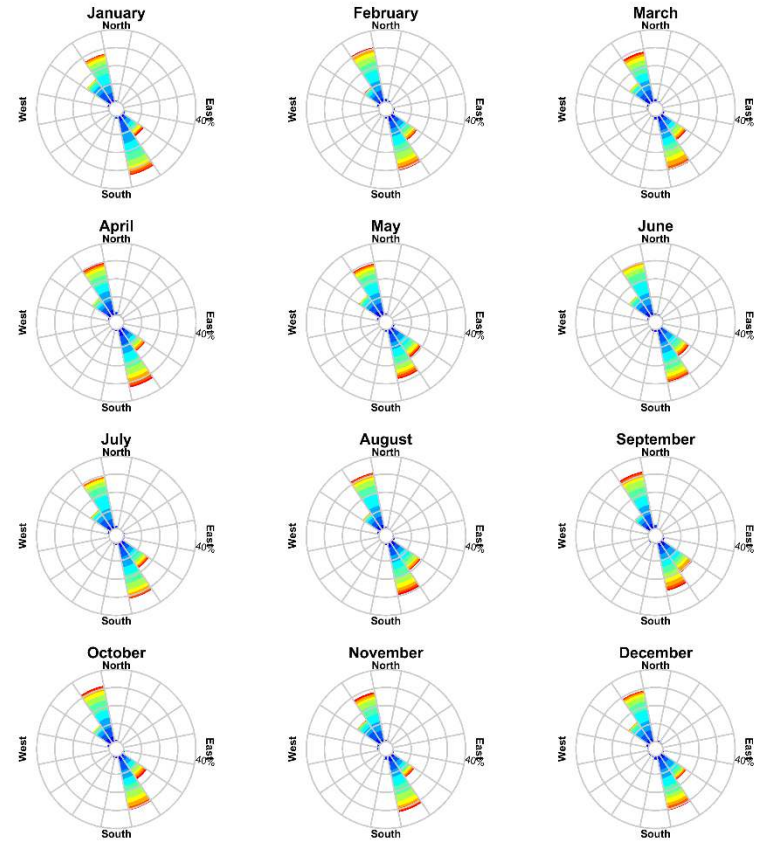 January
North
West
East
40%
South
February
North
West
East
40%
South
March
North
West
East
40%
South
April
North
West
East
40%
South
May
North
West
East
40%
South
June
North
West
East
40%
South
July
North
West
East
40%
South
August
North
West
East
40%
South
September
North
West
East
40%
South
October
North
West
East
40%
South
November
North
West
East
40%
South
December
North
West
East
40%
South